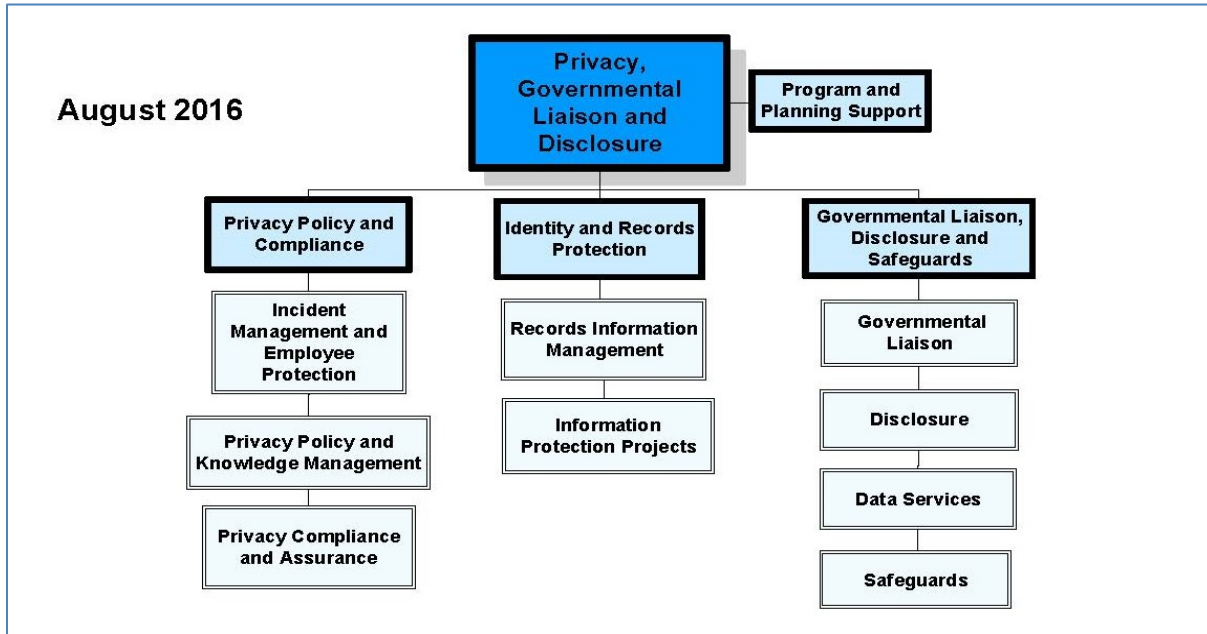 August 2016
Privacy,
Governmental
Liaison and
Disclosure
Program and
Planning Support
Privacy Policy and
Compliance
Incident
Management and
Employee
Protection
Privacy Policy and
Knowledge Management
Privacy Compliance
and Assurance
Identity and Records
Protection
Records Information
Management
Information
Protection Projects
Governmental Liaison,
Disclosure and
Safeguards
Governmental
Liaison
Disclosure
Data Services
Safeguards